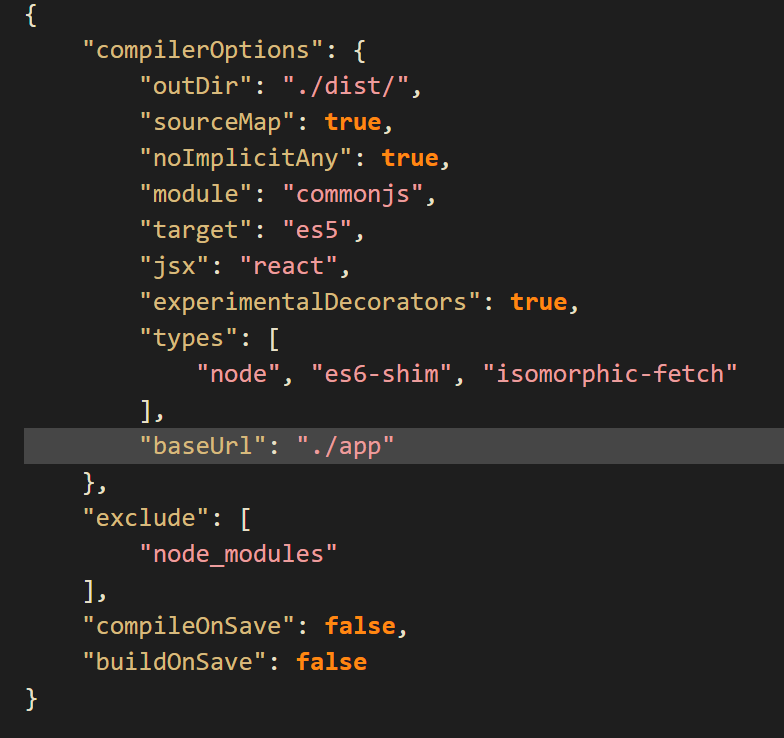 {
    "compilerOptions": {
        "outDir": "./dist/",
        "sourceMap": true,
        "noImplicitAny": true,
        "module": "commonjs",
        "target": "es5",
        "jsx": "react",
        "experimentalDecorators": true,
        "types": [
            "node", "es6-shim", "isomorphic-fetch"
        ],
        "baseUrl": "./app"
    },
    "exclude": [
        "node_modules"
    ],
    "compileOnSave": false,
    "buildOnSave": false
}